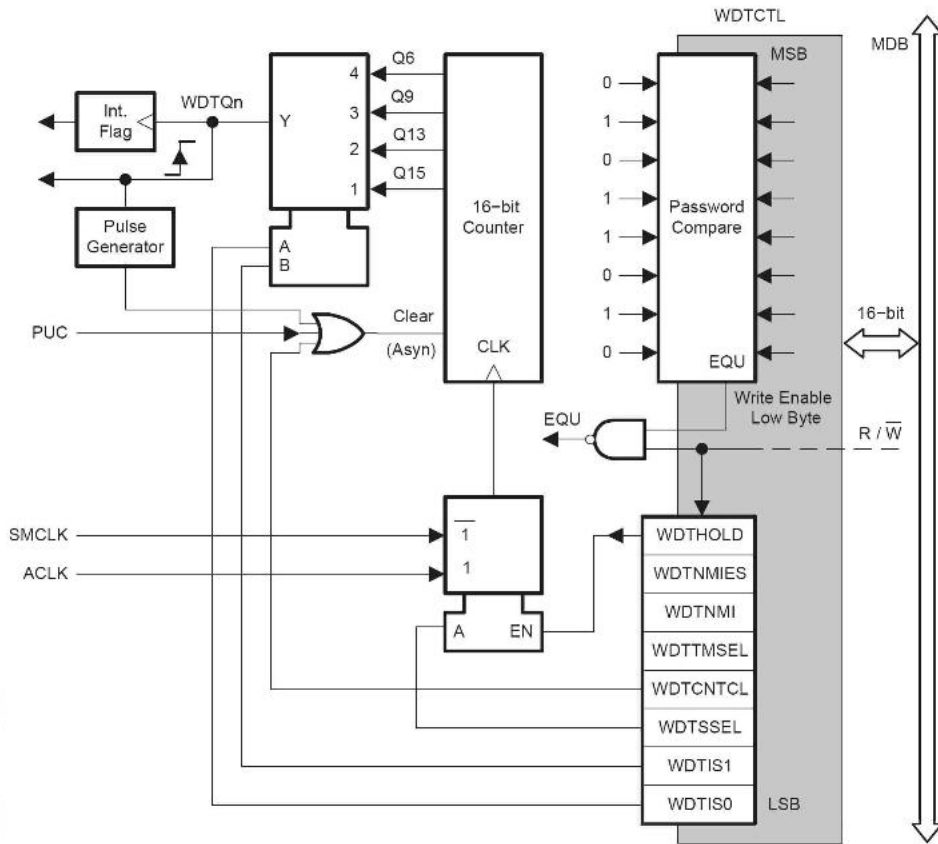 WDTCTL
MDB
MSB
Q6
Q9
Q13
Q15
4
3
2
1
Y
WDTQn
Int.
Flag
Pulse
Generator
A
B
16-bit
Counter
CLK
Clear
(Asyn)
PUC
0
1
0
1
1
0
1
0
Password
Compare
EQU
16-bit
Write Enable
Low Byte
EQU
R / W̅
SMCLK
ACLK
1̅
1
A
EN
WDTHOLD
WDTNMIES
WDTNMI
WDTTMSEL
WDTCNTCL
WDTSSEL
WDTIS1
WDTIS0
LSB